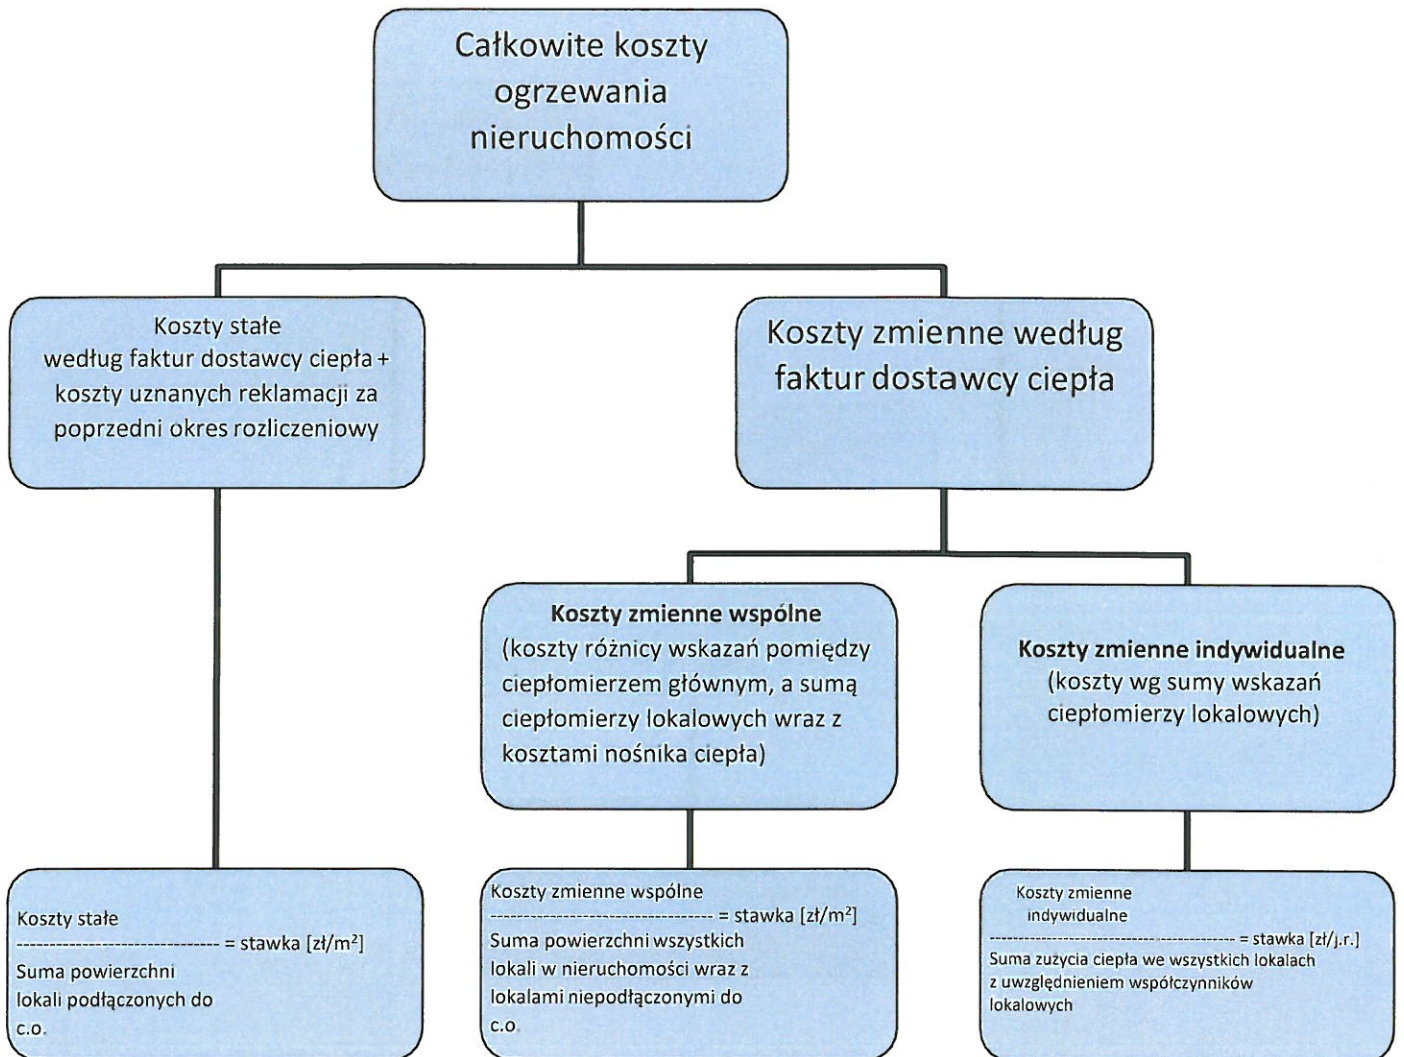 Całkowite koszty
ogrzewania
nieruchomości
Koszty stałe
według faktur dostawcy ciepła +
koszty uznanych reklamacji za
poprzedni okres rozliczeniowy
Koszty zmienne według
faktur dostawcy ciepła
Koszty zmienne wspólne
(koszty różnicy wskazań pomiędzy
ciepłomierzem głównym, a sumą
ciepłomierzy lokalowych wraz z
kosztami nośnika ciepła)
Koszty zmienne indywidualne
(koszty wg sumy wskazań
ciepłomierzy lokalowych)
Koszty stałe
------------------------------- = stawka [zł/m²]
Suma powierzchni
lokali podłączonych do
c.o.
Koszty zmienne wspólne
---------------------------------- = stawka [zł/m²]
Suma powierzchni wszystkich
lokali w nieruchomości wraz z
lokalami niepodłączonymi do
c.o.
Koszty zmienne
indywidualne
----------------------------------------- = stawka [zł/j.r.]
Suma zużycia ciepła we wszystkich lokalach
z uwzględnieniem współczynników
lokalowych